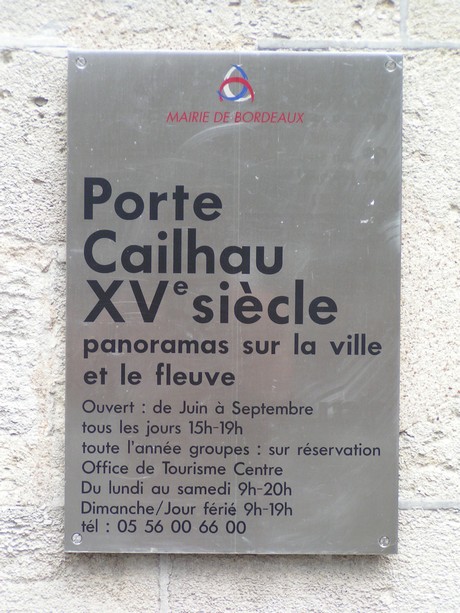 MAIRIE DE BORDEAUX
Porte
Cailhau
XVe siècle
panoramas sur la ville
et le fleuve
Ouvert : de Juin à Septembre
tous les jours 15h-19h
toute l'année groupes : sur réservation
Office de Tourisme Centre
Du lundi au samedi 9h-20h
Dimanche/Jour férié 9h-19h
tél : 05 56 00 66 00